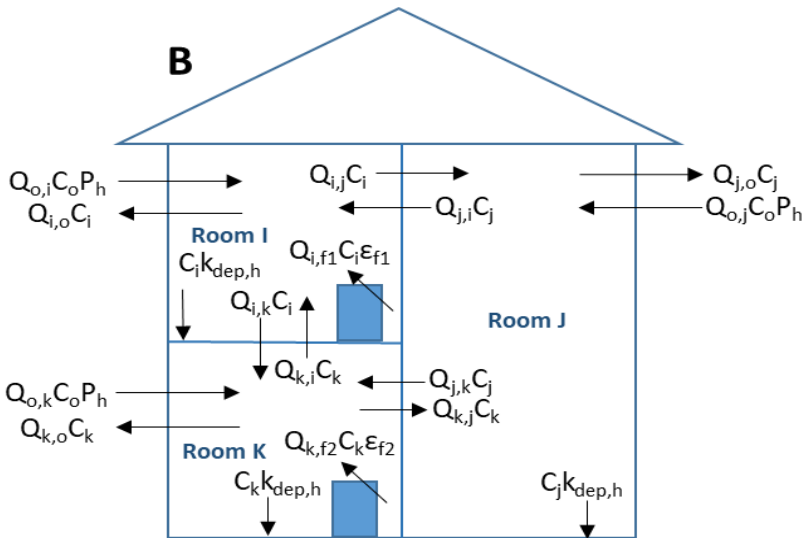 B
Qo,iCoPh
Qi,oCi
Qi,jCi
Qj,iCj
Qj,oCj
Qo,jCoPh
Room I
Cikdep,h
Qi,f1Ciεf1
Qi,kCi
Qk,iCk
Room J
Qo,kCoPh
Qk,oCk
Qj,kCj
Qk,jCk
Room K
Qk,f2Ckεf2
Ckkdep,h
Cjkdep,h